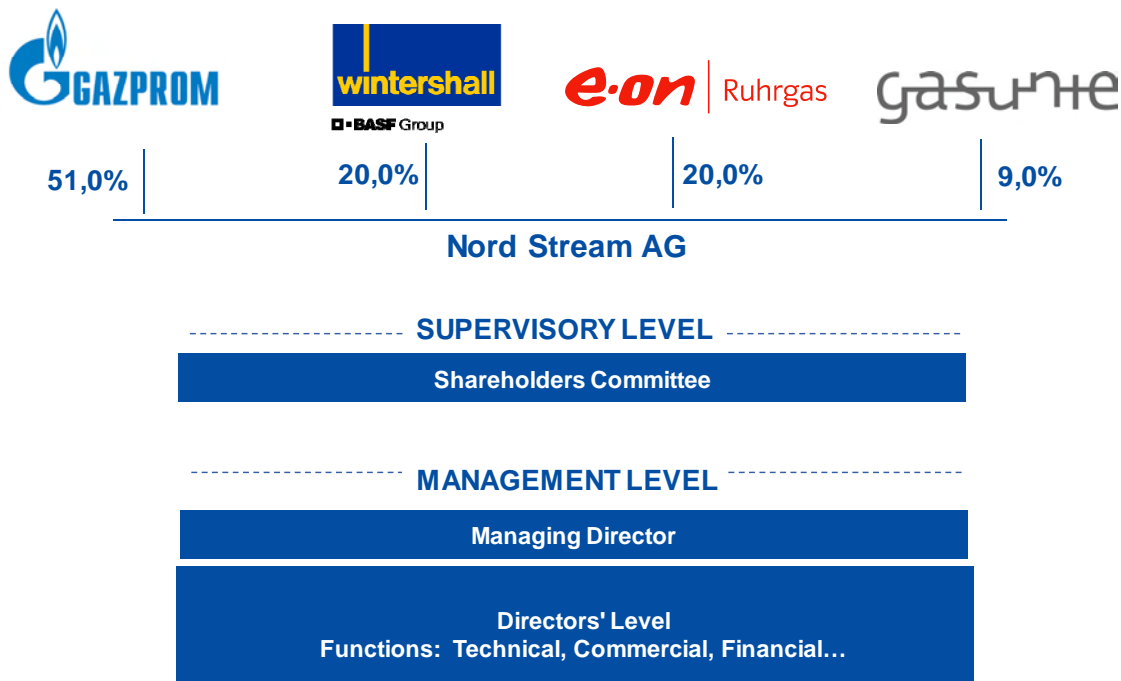 GAZPROM
wintershall
BASF Group
e·on Ruhrgas
gasunie
51,0%
20,0%
20,0%
9,0%
Nord Stream AG
SUPERVISORY LEVEL
Shareholders Committee
MANAGEMENT LEVEL
Managing Director
Directors' Level
Functions: Technical, Commercial, Financial…